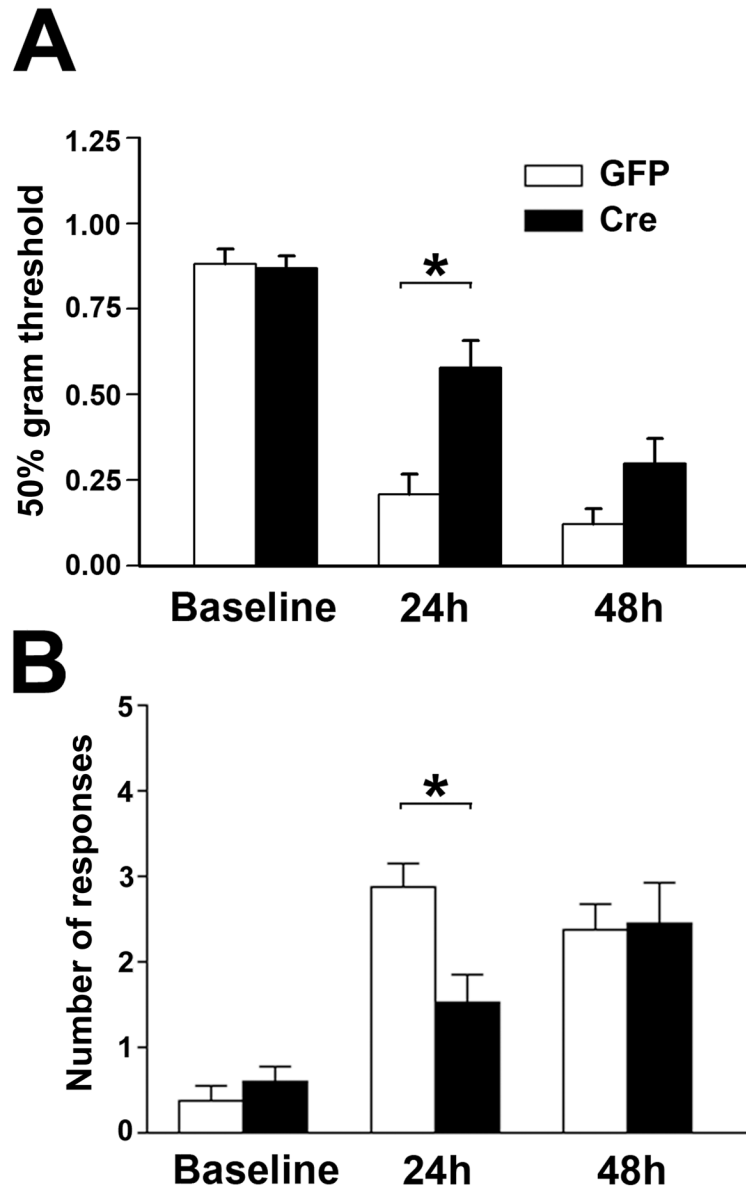 A
50% gram threshold
1.25
1.00
0.75
0.50
0.25
0.00
GFP
Cre
*
Baseline 24h 48h
B
Number of responses
5
4
3
2
1
0
*
Baseline 24h 48h